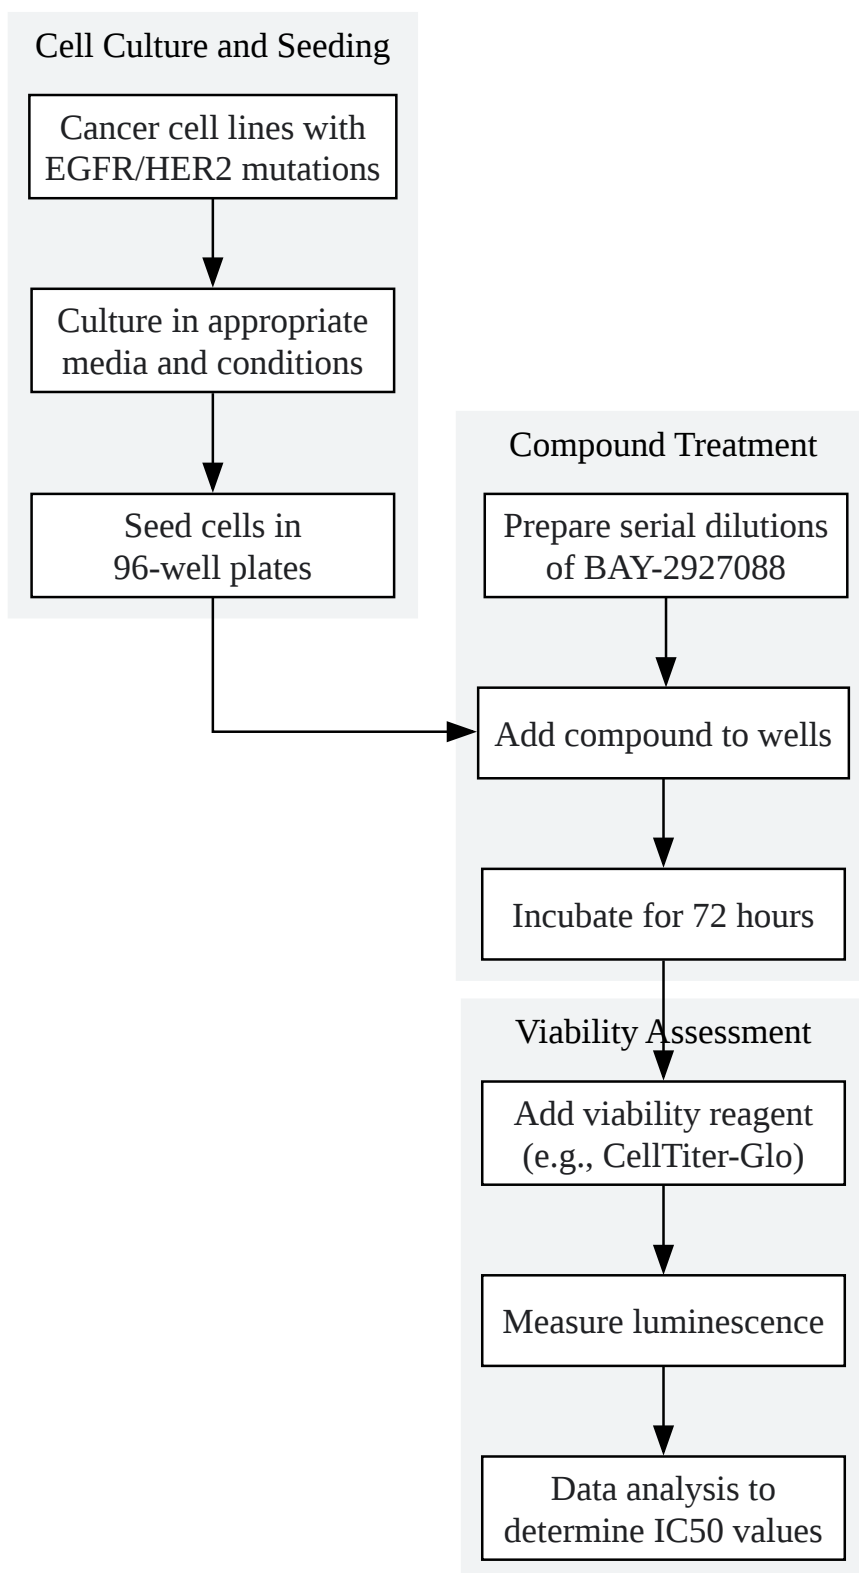 Cell Culture and Seeding
Cancer cell lines with
EGFR/HER2 mutations
Culture in appropriate
media and conditions
Seed cells in
96-well plates
Compound Treatment
Prepare serial dilutions
of BAY-2927088
Add compound to wells
Incubate for 72 hours
Viability Assessment
Add viability reagent
(e.g., CellTiter-Glo)
Measure luminescence
Data analysis to
determine IC50 values